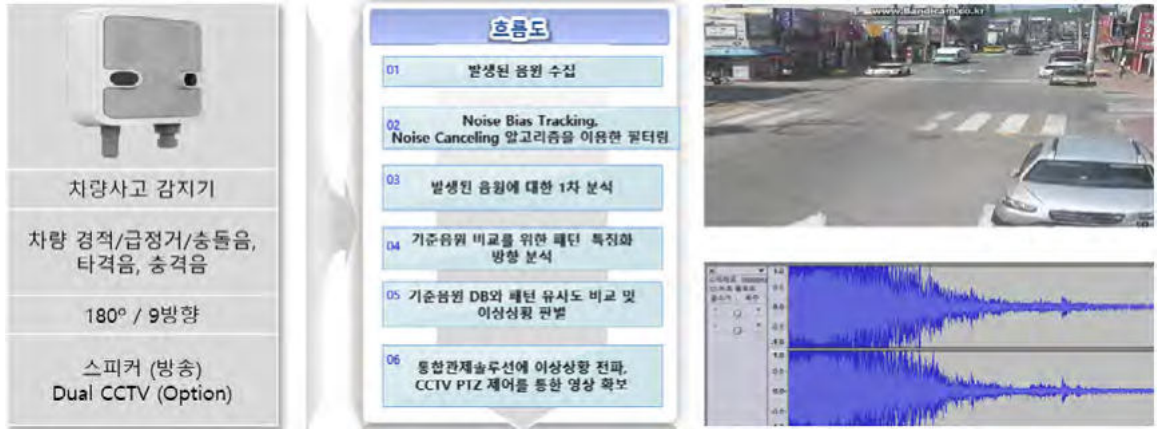 차량사고 감지기
차량 경적/급정거/충돌음,
타격음, 충격음
180° / 9방향
스피커 (방송)
Dual CCTV (Option)
흐름도
01 발생된 음원 수집
02 Noise Bias Tracking,
Noise Canceling 알고리즘을 이용한 필터링
03 발생된 음원에 대한 1차 분석
04 기준음원 비교를 위한 패턴 특징화
방향 분석
05 기준음원 DB와 패턴 유시도 비교 및
이상상황 판별
06 통합관제솔루션에 이상상황 전파,
CCTV PTZ 제어를 통한 영상 확보
www.Bandicam.co.kr
1.0
0.0